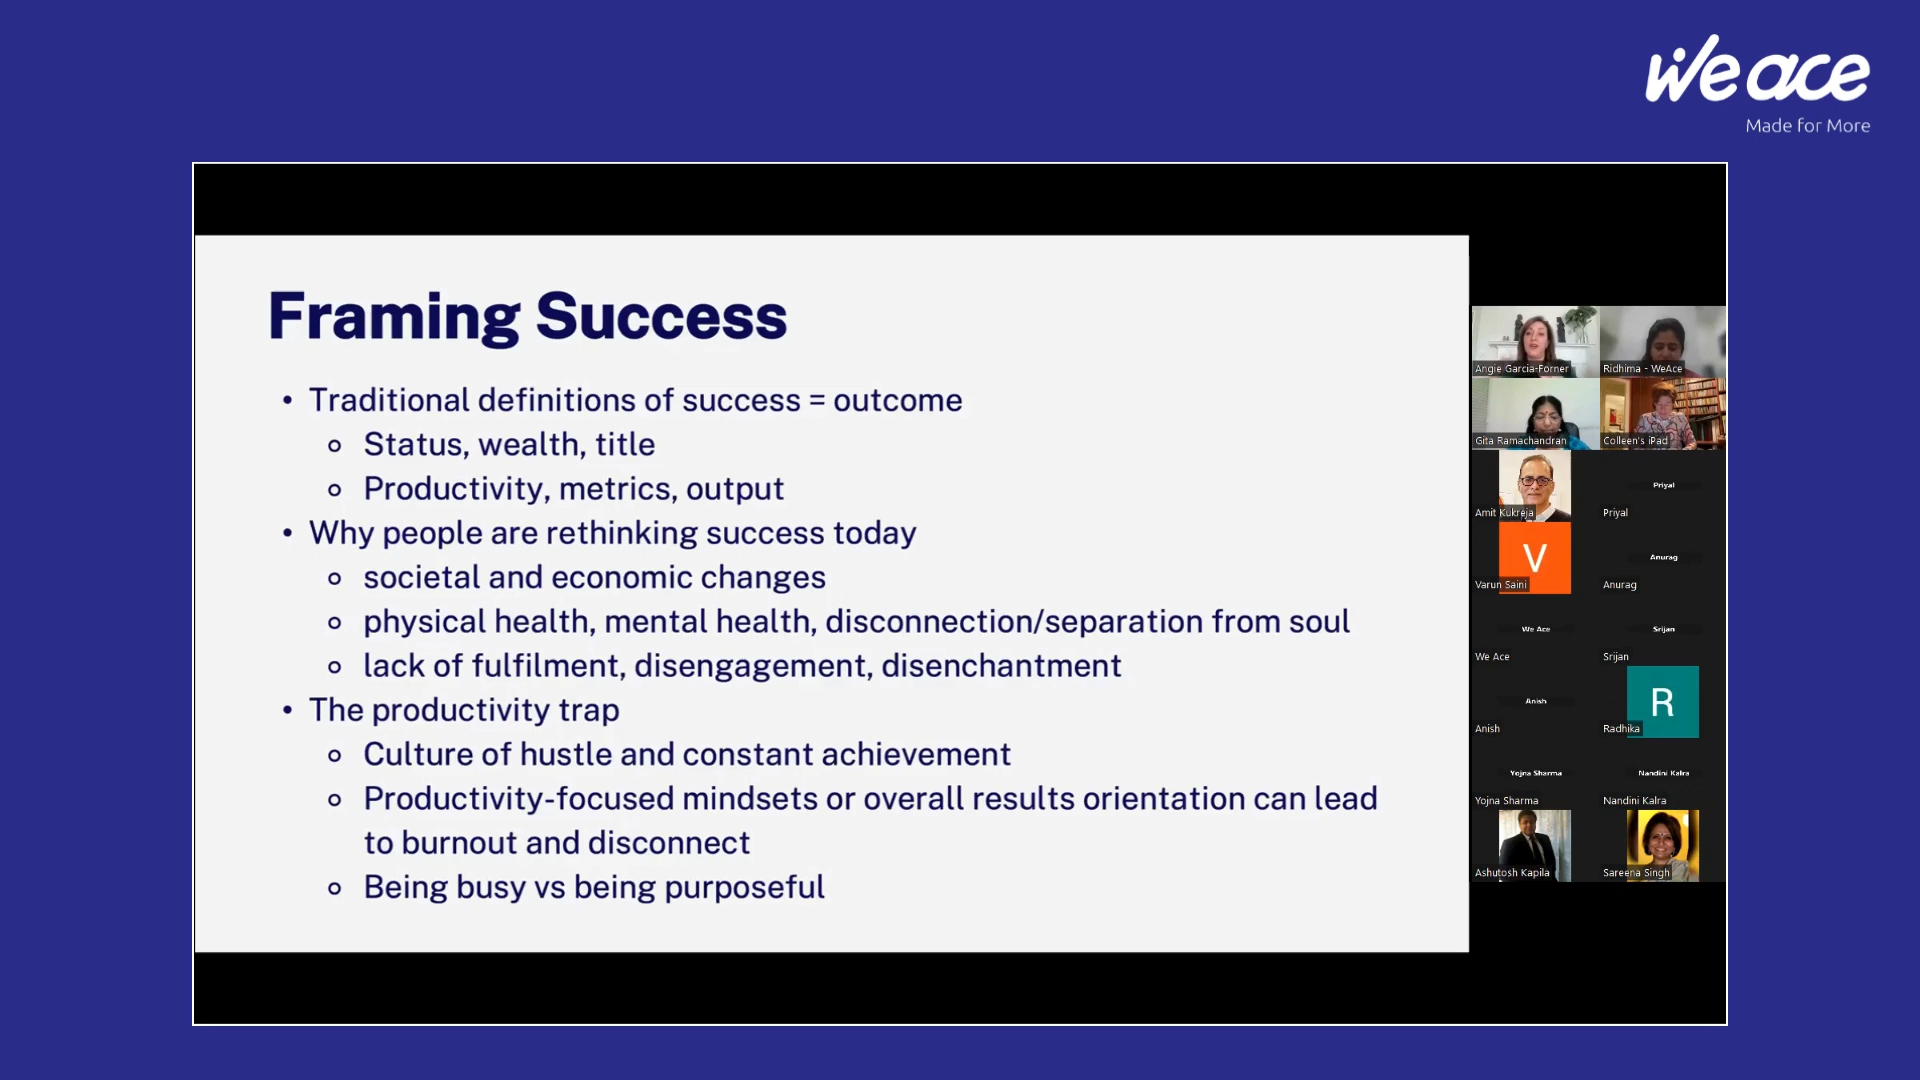 We ace
Made for More
Framing Success
• Traditional definitions of success = outcome
○ Status, wealth, title
○ Productivity, metrics, output
• Why people are rethinking success today
○ societal and economic changes
○ physical health, mental health, disconnection/separation from soul
○ lack of fulfilment, disengagement, disenchantment
• The productivity trap
○ Culture of hustle and constant achievement
○ Productivity-focused mindsets or overall results orientation can lead
to burnout and disconnect
○ Being busy vs being purposeful
Angie Garcia-Forner
Ridhima - WeAce
Gita Ramachandran
Colleen's iPad
Amit Kukreja
Priyal
Priyal
V
Varun Saini
Anurag
Anurag
We Ace
We Ace
Srijan
Srijan
Anish
Anish
R
Radhika
Yojna Sharma
Yojna Sharma
Nandini Kalra
Nandini Kalra
Ashutosh Kapila
Sareena Singh